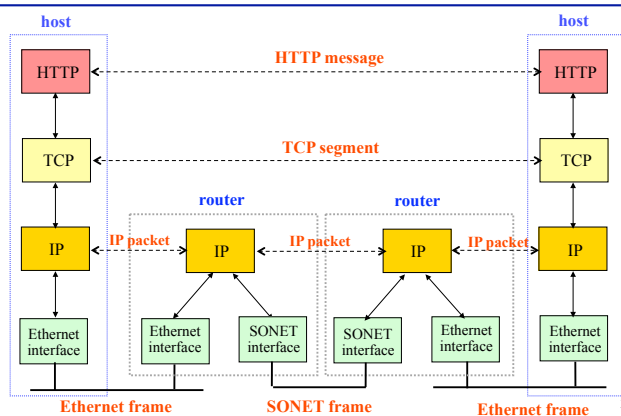 host
host
HTTP
HTTP message
HTTP
TCP
TCP segment
TCP
router
router
IP
IP packet
IP
IP packet
IP
IP packet
IP
Ethernet
interface
Ethernet
interface
SONET
interface
SONET
interface
Ethernet
interface
Ethernet
interface
Ethernet frame
SONET frame
Ethernet frame